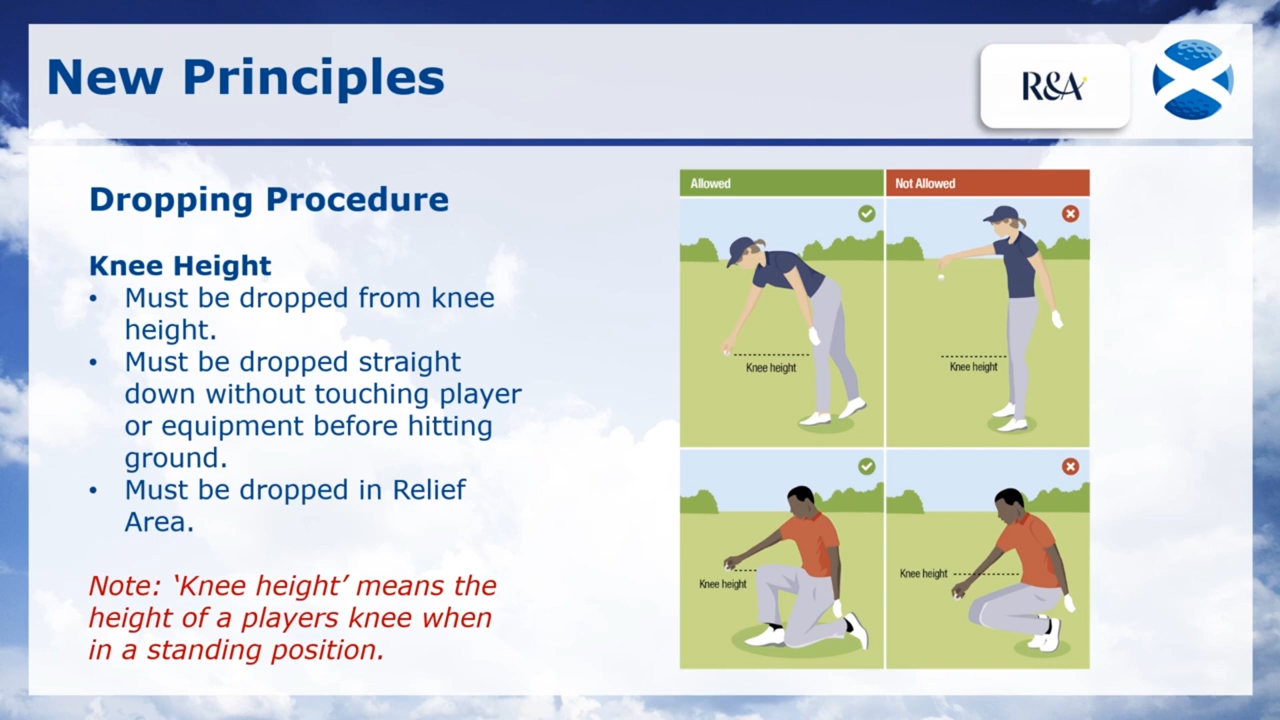 New Principles
R&A
Dropping Procedure
Knee Height
• Must be dropped from knee
height.
• Must be dropped straight
down without touching player
or equipment before hitting
ground.
• Must be dropped in Relief
Area.
Note: ‘Knee height’ means the
height of a players knee when
in a standing position.
Allowed
Not Allowed
Knee height
Knee height
Knee height
Knee height